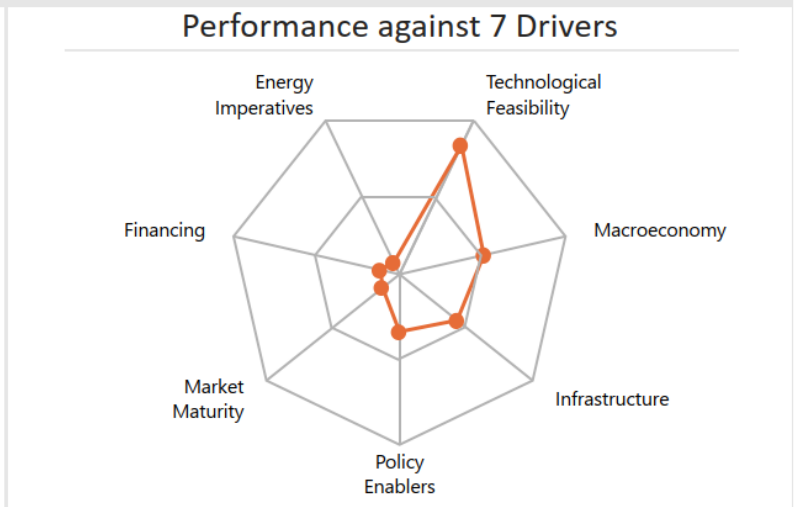 Performance against 7 Drivers
Energy
Imperatives
Technological
Feasibility
Financing
Macroeconomy
Market
Maturity
Infrastructure
Policy
Enablers